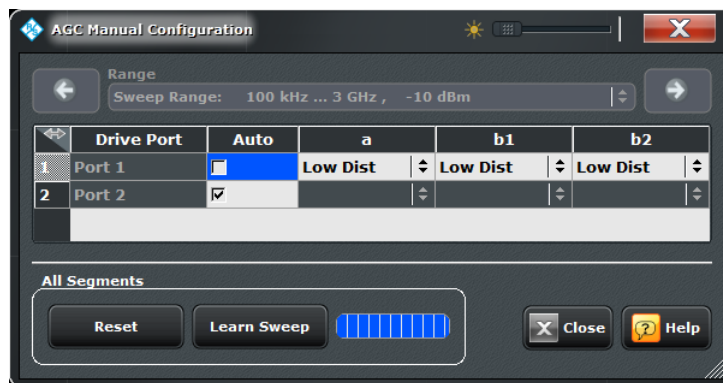 AGC Manual Configuration
Range
Sweep Range: 100 kHz ... 3 GHz , -10 dBm
Drive Port Auto a b1 b2
1 Port 1 Low Dist Low Dist Low Dist
2 Port 2
All Segments
Reset Learn Sweep X Close ? Help